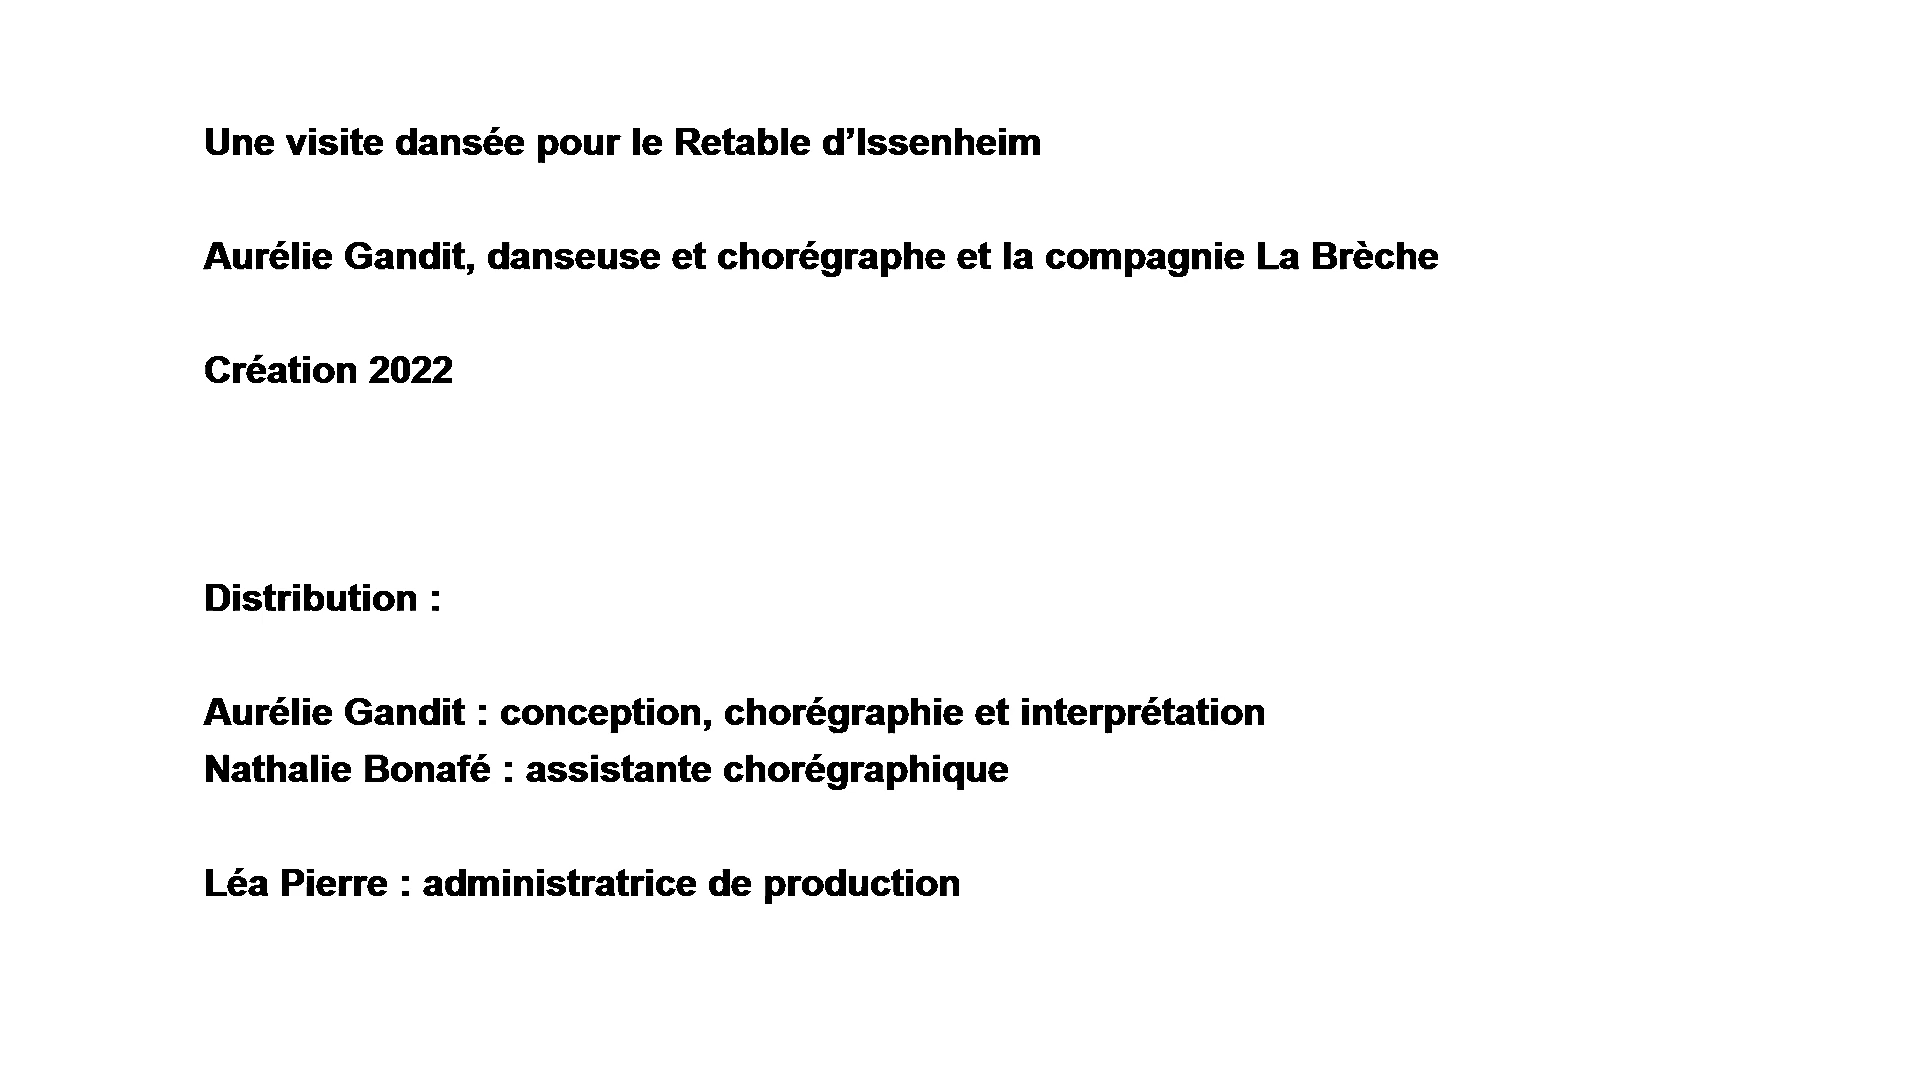 Une visite dansée pour le Retable d’Issenheim
Aurélie Gandit, danseuse et chorégraphe et la compagnie La Brèche
Création 2022
Distribution :
Aurélie Gandit : conception, chorégraphie et interprétation
Nathalie Bonafé : assistante chorégraphique
Léa Pierre : administratrice de production